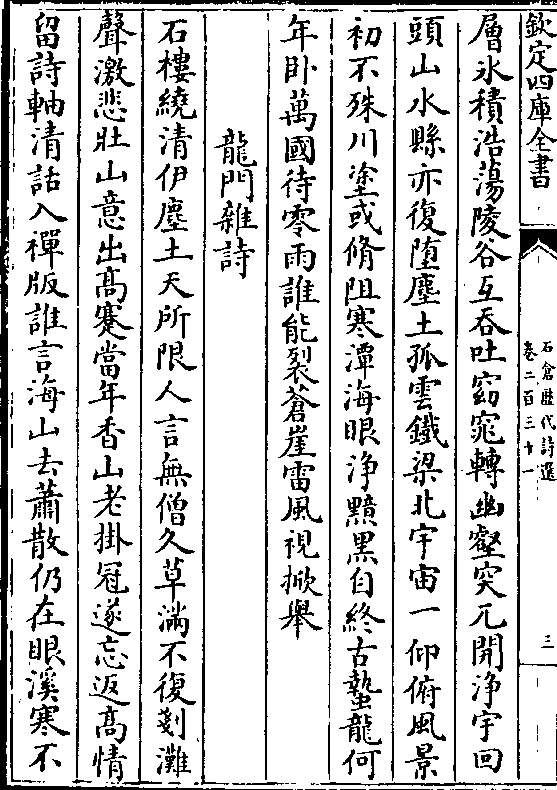 欽定四庫全書
石倉歷代詩選
卷二百三十一
三
層氷積浩蕩陵谷互吞吐窈窕轉幽壑突兀開淨宇回
頭山水縣亦復墮塵土孤雲鐵梁北宇宙一仰俯風景
初不殊川塗或脩阻寒潭海眼淨黯黑自終古蟄龍何
年卧萬國待零雨誰能裂蒼崖雷風視掀舉
龍門雜詩
石樓繞清伊塵土天所限人言無僧久草滿不復剗灘
聲激悲壯山意出高蹇當年香山老掛冠遂忘返高情
留詩軸清話入禪版誰言海山去蕭散仍在眼溪寒不